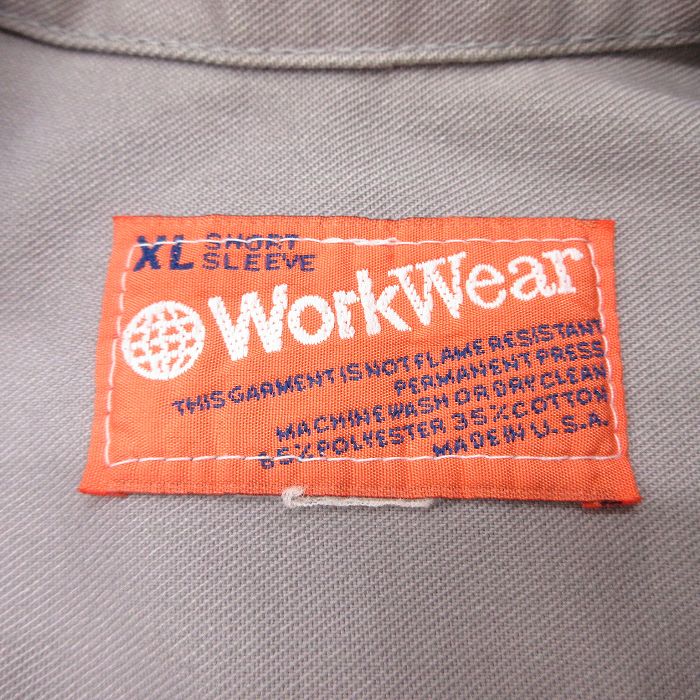 XL SHORT
SLEEVE
WorkWear
THIS GARMENT IS NOT FLAME RESISTANT
PERMANENT PRESS
MACHINE WASH OR DRY CLEAN
65% POLYESTER 35% COTTON
MADE IN U.S.A.